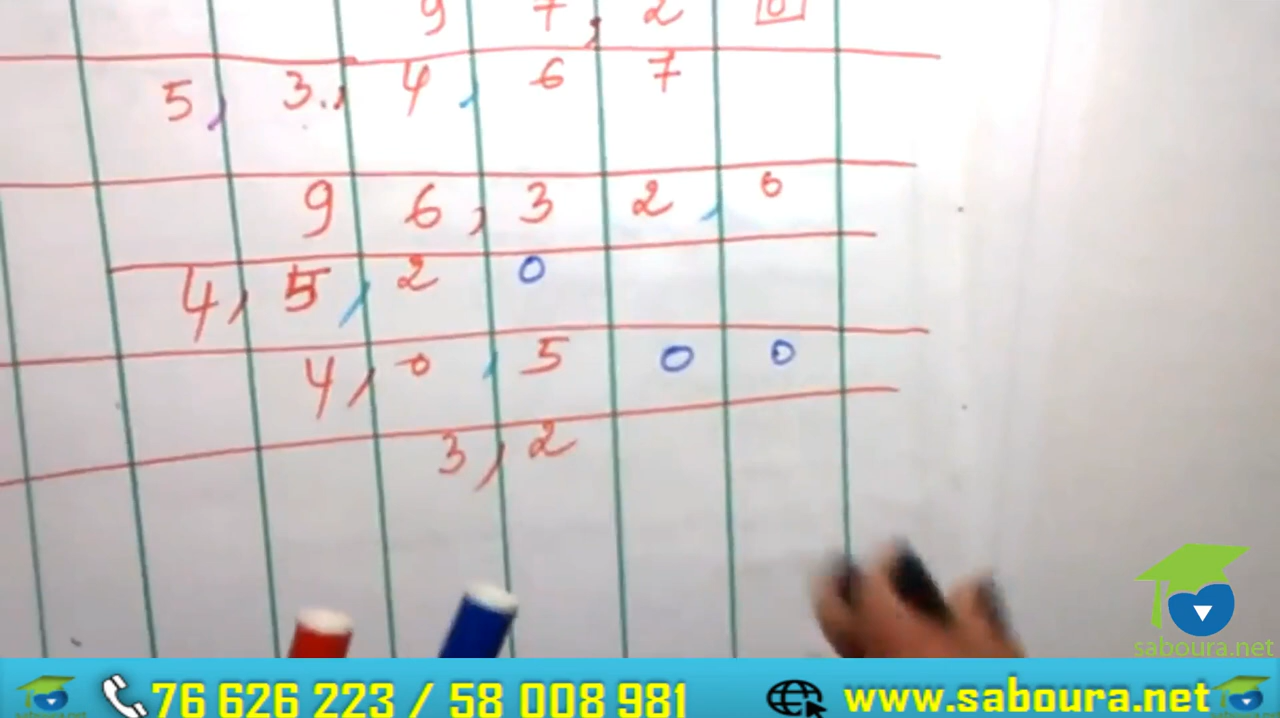 9 7, 2 0
5, 3., 4, 6 7
9 6, 3 2, 0
4, 5, 2 0
4, 0, 5 0 0
3, 2
saboura.net
76 626 223 / 58 008 981 www.saboura.net